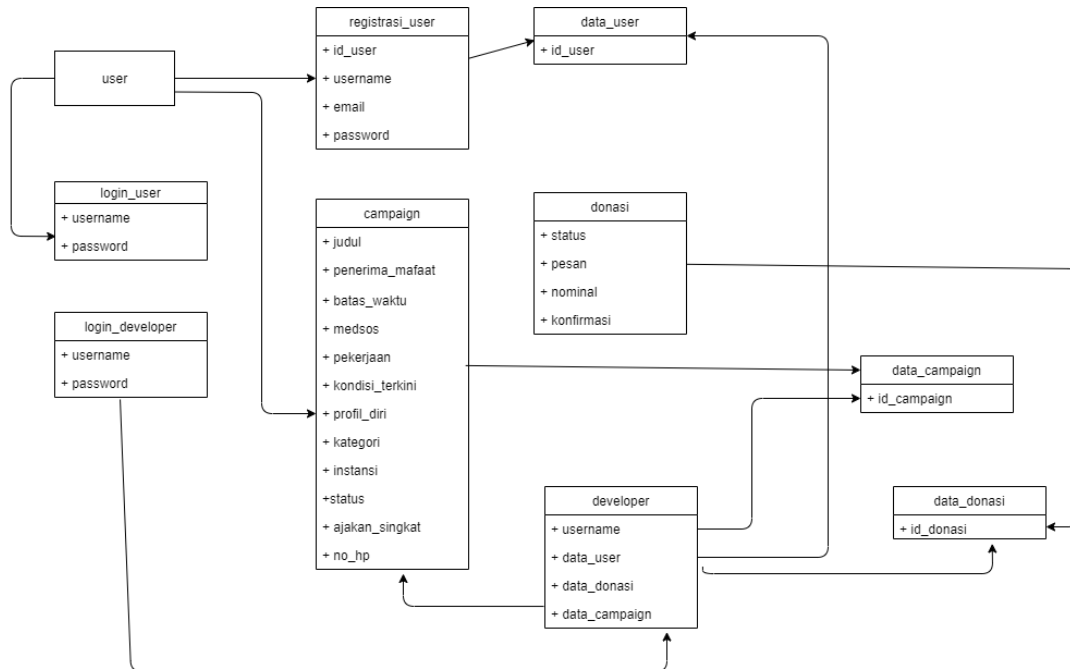 user
registrasi_user
+ id_user
+ username
+ email
+ password
data_user
+ id_user
login_user
+ username
+ password
login_developer
+ username
+ password
campaign
+ judul
+ penerima_mafaat
+ batas_waktu
+ medsos
+ pekerjaan
+ kondisi_terkini
+ profil_diri
+ kategori
+ instansi
+status
+ ajakan_singkat
+ no_hp
donasi
+ status
+ pesan
+ nominal
+ konfirmasi
data_campaign
+ id_campaign
developer
+ username
+ data_user
+ data_donasi
+ data_campaign
data_donasi
+ id_donasi